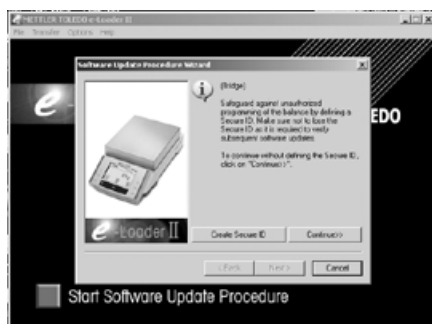 METTLER TOLEDO e-Loader II
File Transfer Options Help
Software Update Procedure Wizard
(Bridge)
Safeguard against unauthorized
programming of the balance by defining a
Secure ID. Make sure not to lose the
Secure ID as it is required to verify
subsequent software updates.
To continue without defining the Secure ID,
click on "Continue>>".
e-Loader II
Create Secure ID
Continue>>
< Back
Next >
Cancel
e-
EDO
Start Software Update Procedure